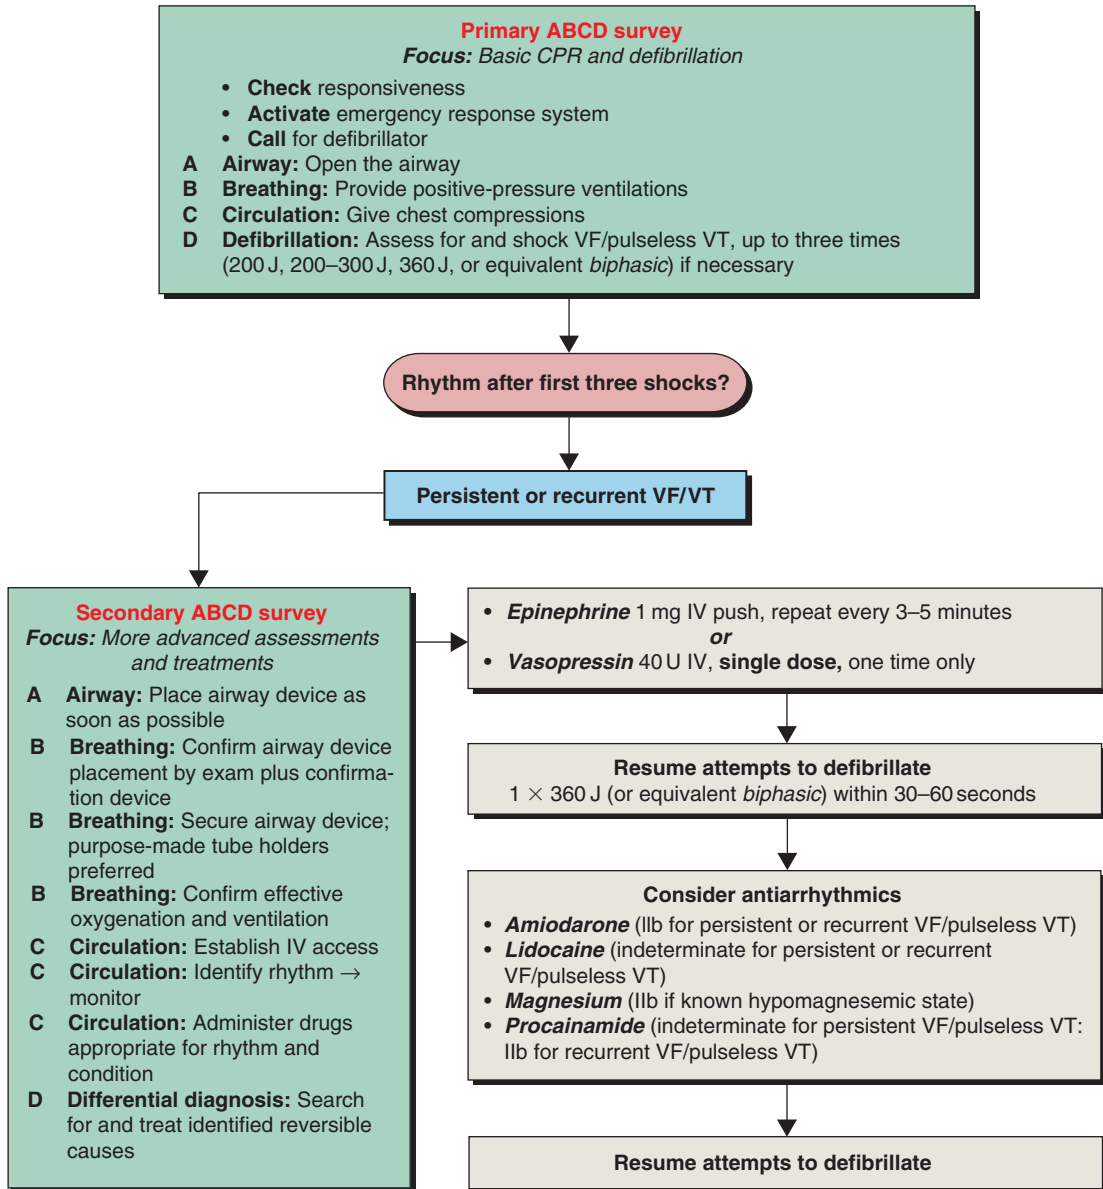 Primary ABCD survey
Focus: Basic CPR and defibrillation
• Check responsiveness
• Activate emergency response system
• Call for defibrillator
A Airway: Open the airway
B Breathing: Provide positive-pressure ventilations
C Circulation: Give chest compressions
D Defibrillation: Assess for and shock VF/pulseless VT, up to three times
(200 J, 200–300 J, 360 J, or equivalent biphasic) if necessary
Rhythm after first three shocks?
Persistent or recurrent VF/VT
Secondary ABCD survey
Focus: More advanced assessments
and treatments
A Airway: Place airway device as
soon as possible
B Breathing: Confirm airway device
placement by exam plus confirma-
tion device
B Breathing: Secure airway device;
purpose-made tube holders
preferred
B Breathing: Confirm effective
oxygenation and ventilation
C Circulation: Establish IV access
C Circulation: Identify rhythm →
monitor
C Circulation: Administer drugs
appropriate for rhythm and
condition
D Differential diagnosis: Search
for and treat identified reversible
causes
• Epinephrine 1 mg IV push, repeat every 3–5 minutes
or
• Vasopressin 40 U IV, single dose, one time only
Resume attempts to defibrillate
1 × 360 J (or equivalent biphasic) within 30–60 seconds
Consider antiarrhythmics
• Amiodarone (IIb for persistent or recurrent VF/pulseless VT)
• Lidocaine (indeterminate for persistent or recurrent
VF/pulseless VT)
• Magnesium (IIb if known hypomagnesemic state)
• Procainamide (indeterminate for persistent VF/pulseless VT:
IIb for recurrent VF/pulseless VT)
Resume attempts to defibrillate